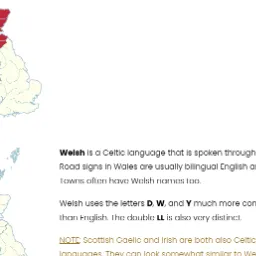 Welsh is a Celtic language that is spoken through
Road signs in Wales are usually bilingual English a
Towns often have Welsh names too.
Welsh uses the letters D, W, and Y much more con
than English. The double LL is also very distinct.
NOTE: Scottish Gaelic and Irish are both also Celtic
languages. They can look somewhat similar to We